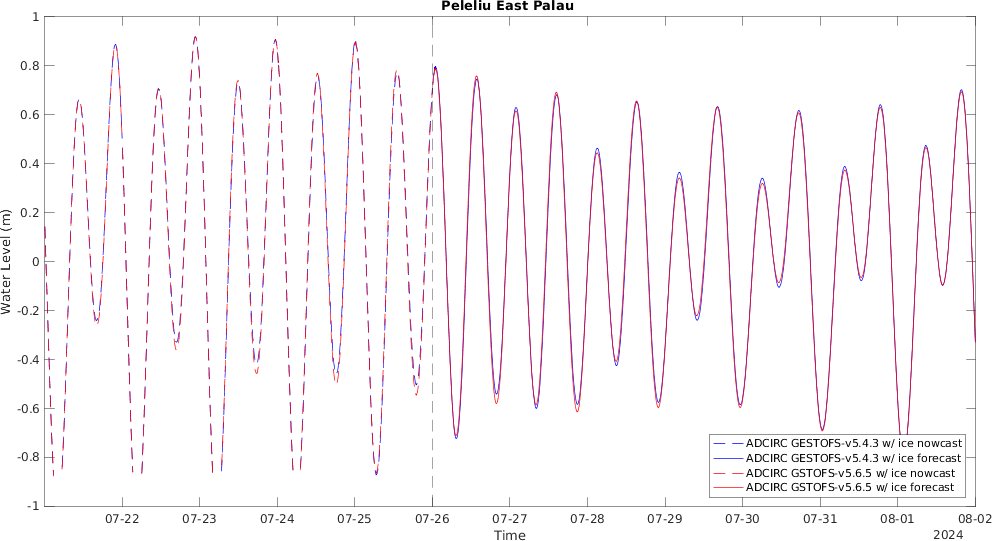 Peleliu East Palau
1
0.8
0.6
0.4
0.2
0
-0.2
-0.4
-0.6
-0.8
-1
Water Level (m)
ADCIRC GESTOFS-v5.4.3 w/ ice nowcast
ADCIRC GESTOFS-v5.4.3 w/ ice forecast
ADCIRC GSTOFS-v5.6.5 w/ ice nowcast
ADCIRC GSTOFS-v5.6.5 w/ ice forecast
07-22 07-23 07-24 07-25 07-26 07-27 07-28 07-29 07-30 07-31 08-01 08-02
Time
2024